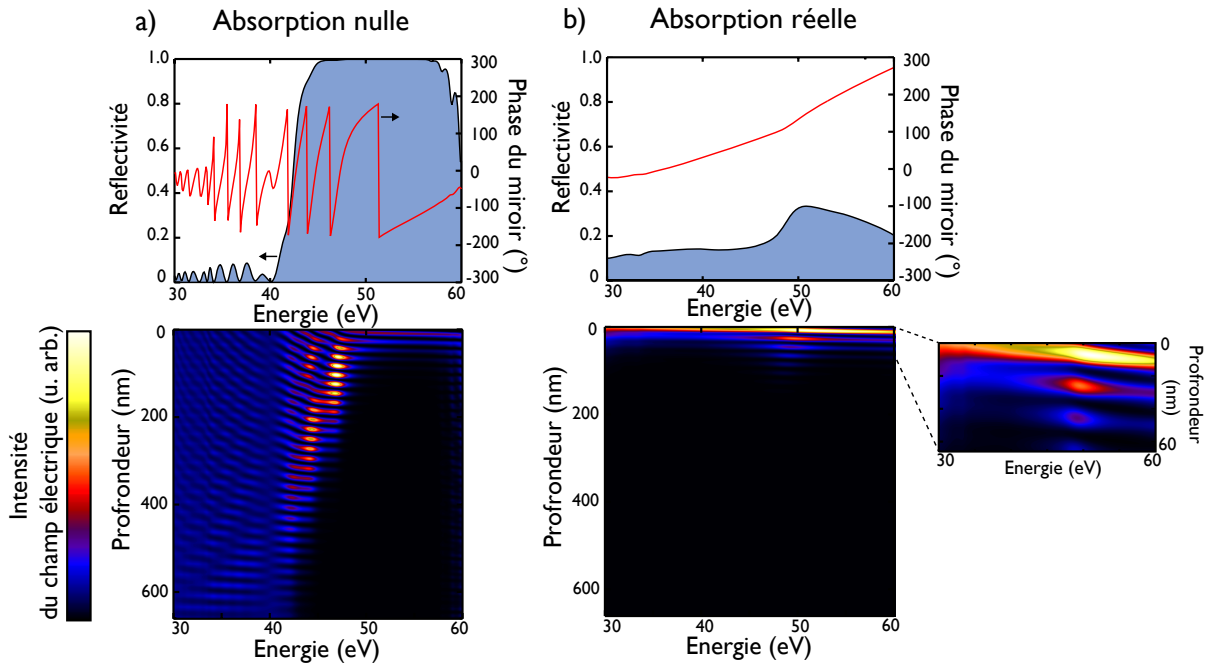 a)
Absorption nulle
Reflectivité
1.0
0.8
0.6
0.4
0.2
0
300
200
100
0
-100
-200
-300
Phase du miroir
(°)
30
40
50
60
Energie (eV)
b)
Absorption réelle
Reflectivité
1.0
0.8
0.6
0.4
0.2
0
300
200
100
0
-100
-200
-300
Phase du miroir
(°)
30
40
50
60
Energie (eV)
Intensité
du champ électrique (u. arb.)
Profrondeur (nm)
0
200
400
600
30
40
50
60
Energie (eV)
Profrondeur (nm)
0
200
400
600
30
40
50
60
Energie (eV)
0
60
Profrondeur
(nm)
30
60
Energie (eV)